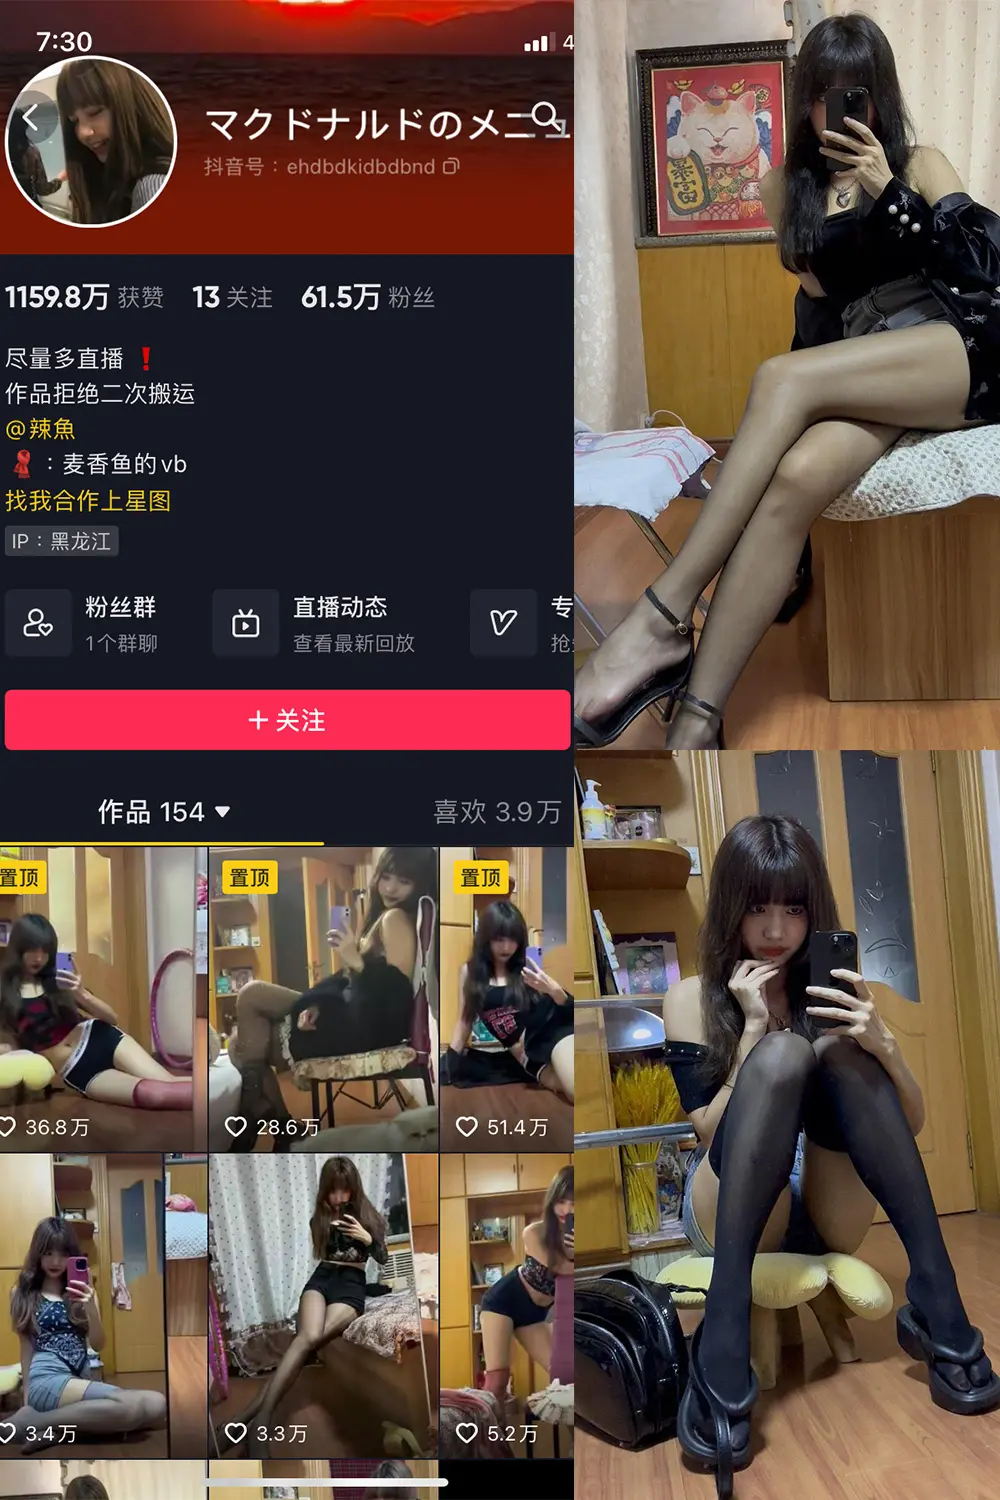 7:30
4
マクドナルドのメニュ
抖音号：ehdbdkidbdbnd
1159.8万 获赞 13 关注 61.5万 粉丝
尽量多直播❗
作品拒绝二次搬运
@辣魚
🧣：麦香鱼的vb
找我合作上星图
IP：黑龙江
粉丝群
1个群聊
直播动态
查看最新回放
专
抢
+ 关注
作品 154 ▼
喜欢 3.9万
置顶
置顶
置顶
36.8万
28.6万
51.4万
3.4万
3.3万
5.2万
暴富